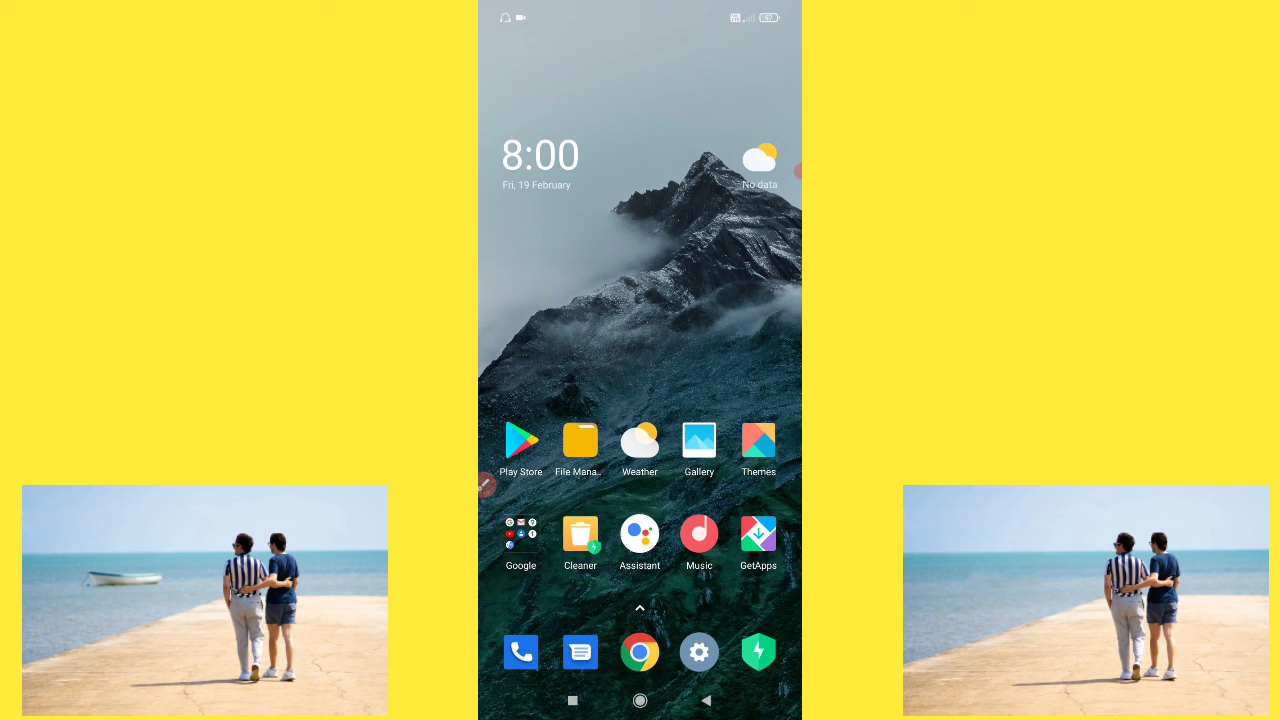 57
8:00
Fri, 19 February
No data
Play Store File Mana.. Weather Gallery Themes
Google Cleaner Assistant Music GetApps